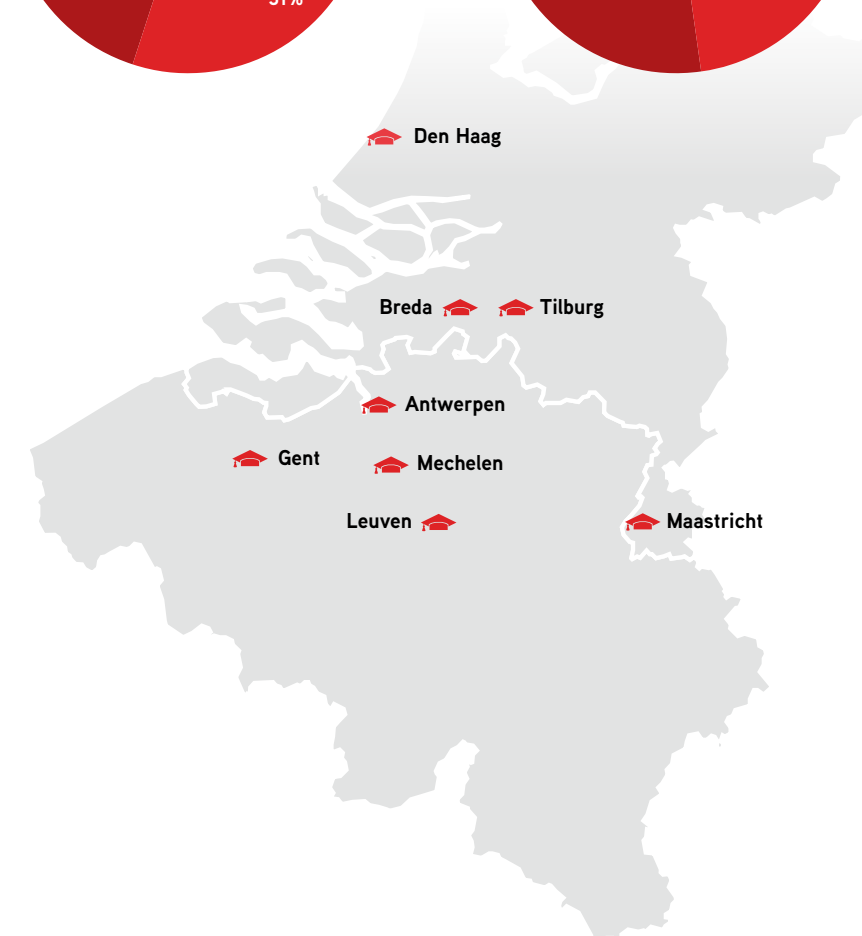 Den Haag
Breda
Tilburg
Antwerpen
Gent
Mechelen
Leuven
Maastricht